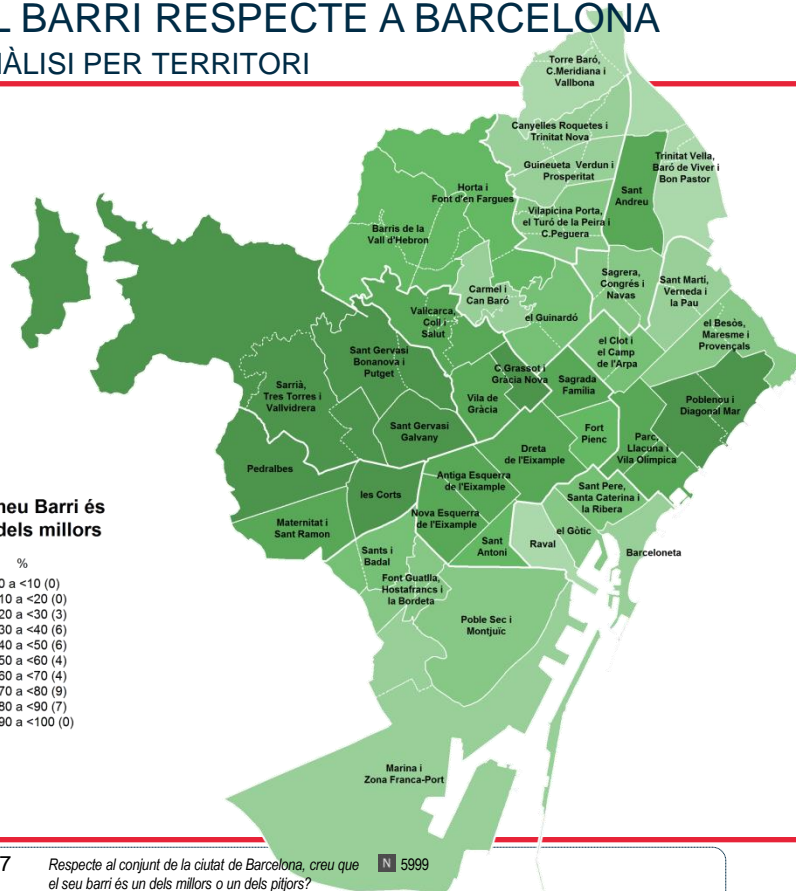 L BARRI RESPECTE A BARCELONA
NÀLISI PER TERRITORI
Torre Baró,
C.Meridiana i
Vallbona
Canyelles Roquetes i
Trinitat Nova
Guineueta Verdun i
Prosperitat
Trinitat Vella,
Baró de Viver i
Bon Pastor
Sant
Andreu
Horta i
Font d'en Fargues
Vilapicina Porta,
el Turó de la Peira i
C.Peguera
Barris de la
Vall d'Hebron
Carmel i
Can Baró
Sagrera,
Congrés i
Navas
Sant Martí,
Verneda i
la Pau
Vallcarca,
Coll i
Salut
el Guinardó
el Besòs,
Maresme i
Provençals
el Clot i
el Camp
de l'Arpa
Sant Gervasi
Bonanova i
Putget
C.Grassot i
Gràcia Nova
Sagrada
Família
Sarrià,
Tres Torres i
Vallvidrera
Vila de
Gràcia
Poblenou i
Diagonal Mar
Sant Gervasi
Galvany
Fort
Pienc
Parc,
Llacuna i
Vila Olímpica
Dreta
de l'Eixample
Pedralbes
Antiga Esquerra
de l'Eixample
les Corts
Sant Pere,
Santa Caterina i
la Ribera
Maternitat i
Sant Ramon
Nova Esquerra
de l'Eixample
el Gòtic
Sant
Antoni
Raval
Barceloneta
Sants i
Badal
Font Guatlla,
Hostafrancs i
la Bordeta
Poble Sec i
Montjuïc
Marina i
Zona Franca-Port
neu Barri és
dels millors
%
0 a <10 (0)
10 a <20 (0)
20 a <30 (3)
30 a <40 (6)
40 a <50 (6)
50 a <60 (4)
60 a <70 (4)
70 a <80 (9)
80 a <90 (7)
90 a <100 (0)
7
Respecte al conjunt de la ciutat de Barcelona, creu que
el seu barri és un dels millors o un dels pitjors?
N 5999